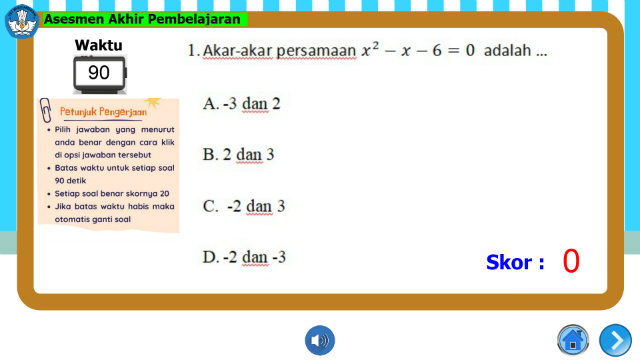 Asesmen Akhir Pembelajaran
Waktu
90
Petunjuk Pengerjaan
• Pilih jawaban yang menurut
anda benar dengan cara klik
di opsi jawaban tersebut
• Batas waktu untuk setiap soal
90 detik
• Setiap soal benar skornya 20
• Jika batas waktu habis maka
otomatis ganti soal
1. Akar-akar persamaan x² − x − 6 = 0 adalah ...
A. -3 dan 2
B. 2 dan 3
C. -2 dan 3
D. -2 dan -3
Skor : 0